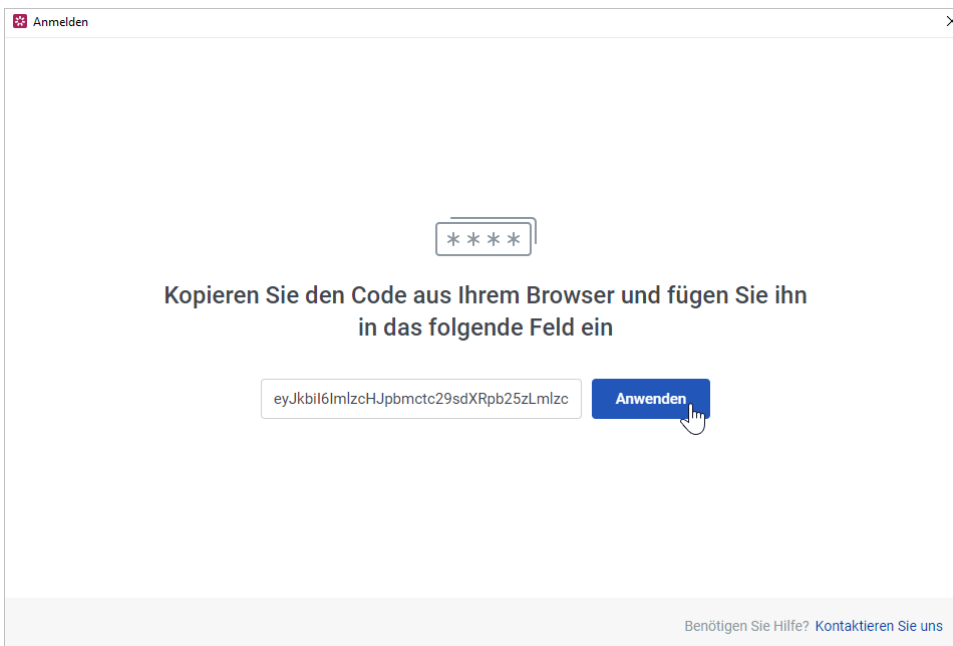 Anmelden
****
Kopieren Sie den Code aus Ihrem Browser und fügen Sie ihn
in das folgende Feld ein
eyJkbiI6ImlzcHJpbmctc29sdXRpb25zLmlzc
Anwenden
Benötigen Sie Hilfe? Kontaktieren Sie uns